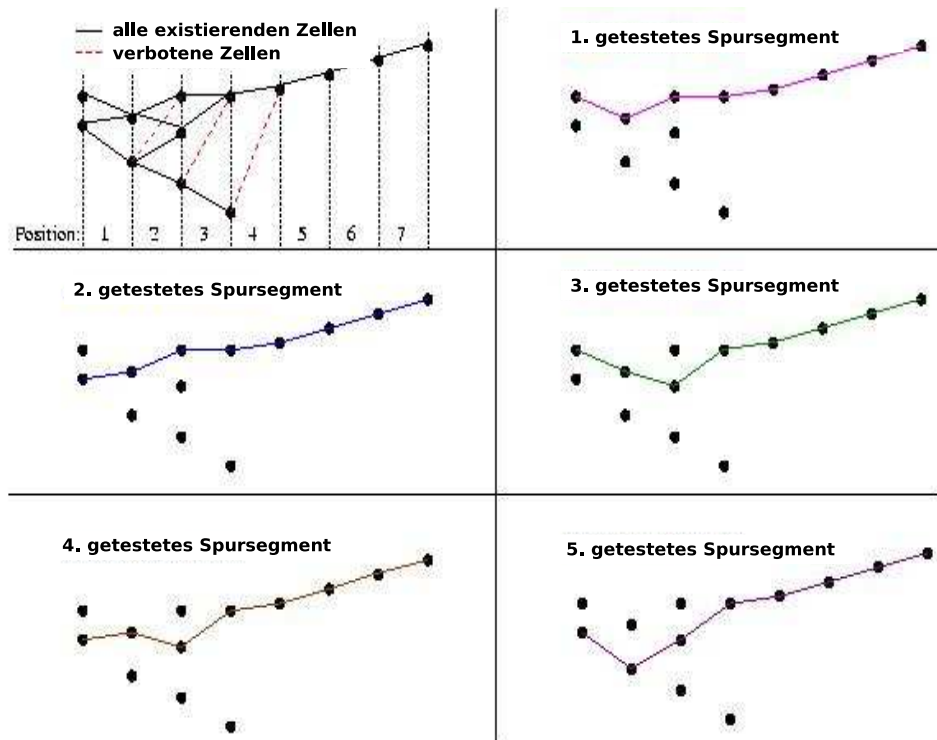 alle existierenden Zellen
verbotene Zellen
Position: 1 2 3 4 5 6 7
1. getestetes Spursegment
2. getestetes Spursegment
3. getestetes Spursegment
4. getestetes Spursegment
5. getestetes Spursegment